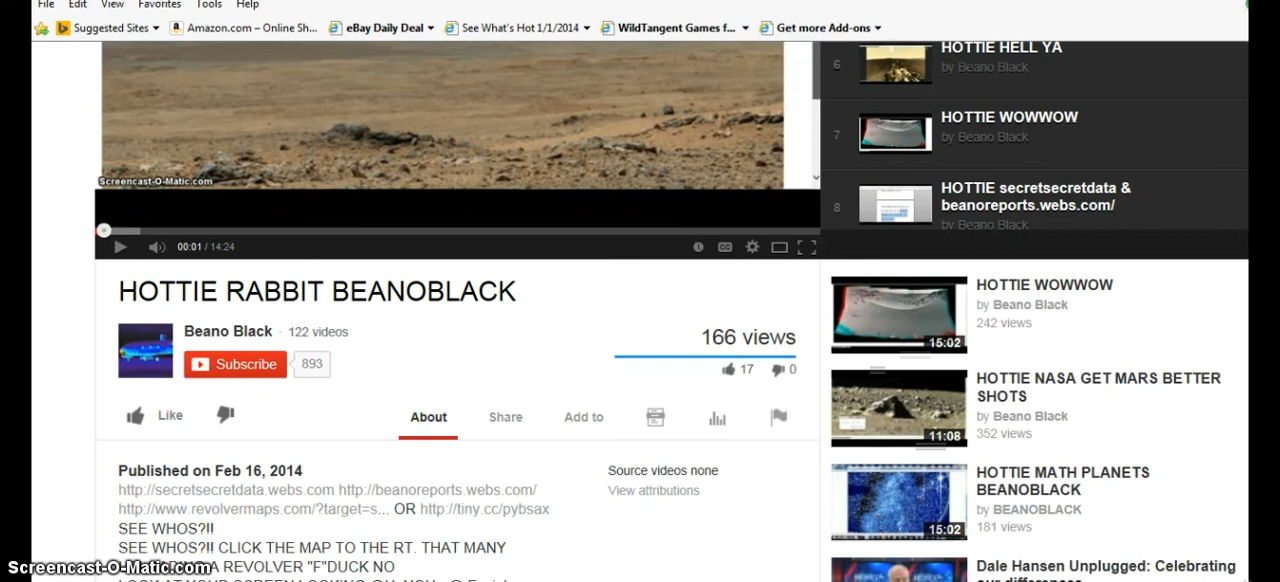 File Edit View Favorites Tools Help
Suggested Sites Amazon.com – Online Sh... eBay Daily Deal See What's Hot 1/1/2014 WildTangent Games f... Get more Add-ons
Screencast-O-Matic.com
00:01 / 14:24
6
HOTTIE HELL YA
by Beano Black
7
HOTTIE WOWWOW
by Beano Black
8
HOTTIE secretsecretdata &
beanoreports.webs.com/
by Beano Black
HOTTIE RABBIT BEANOBLACK
Beano Black · 122 videos
Subscribe 893
166 views
17 0
Like
About Share Add to
Published on Feb 16, 2014
http://secretsecretdata.webs.com http://beanoreports.webs.com/
http://www.revolvermaps.com/?target=s... OR http://tiny.cc/pybsax
SEE WHOS?!!
SEE WHOS?!! CLICK THE MAP TO THE RT. THAT MANY
A REVOLVER "F"DUCK NO
Source videos none
View attributions
HOTTIE WOWWOW
by Beano Black
242 views
15:02
HOTTIE NASA GET MARS BETTER
SHOTS
by Beano Black
352 views
11:08
HOTTIE MATH PLANETS
BEANOBLACK
by BEANOBLACK
181 views
15:02
Dale Hansen Unplugged: Celebrating
our differences
Screencast-O-Matic.com